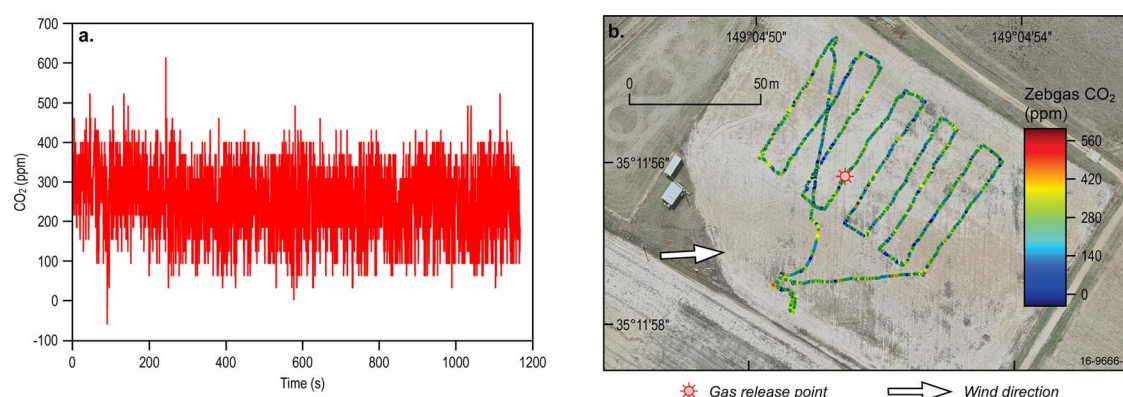 a.
700
600
500
400
300
200
100
0
-100
CO₂ (ppm)
0 200 400 600 800 1000 1200
Time (s)
b.
149°04'50" 149°04'54"
0 50 m
35°11'56"
35°11'58"
Zebgas CO₂
(ppm)
560
420
280
140
0
16-9666-
Gas release point Wind direction